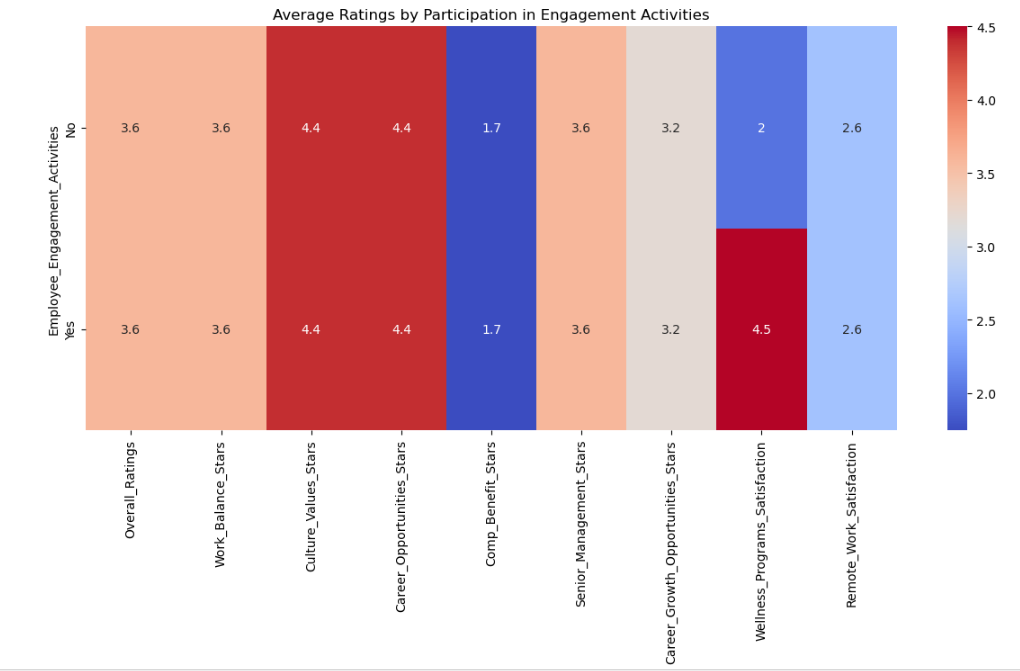 Average Ratings by Participation in Engagement Activities
Employee_Engagement_Activities
No
3.6 3.6 4.4 4.4 1.7 3.6 3.2 2 2.6
Yes
3.6 3.6 4.4 4.4 1.7 3.6 3.2 4.5 2.6
Overall_Ratings
Work_Balance_Stars
Culture_Values_Stars
Career_Opportunities_Stars
Comp_Benefit_Stars
Senior_Management_Stars
Career_Growth_Opportunities_Stars
Wellness_Programs_Satisfaction
Remote_Work_Satisfaction
4.5
4.0
3.5
3.0
2.5
2.0